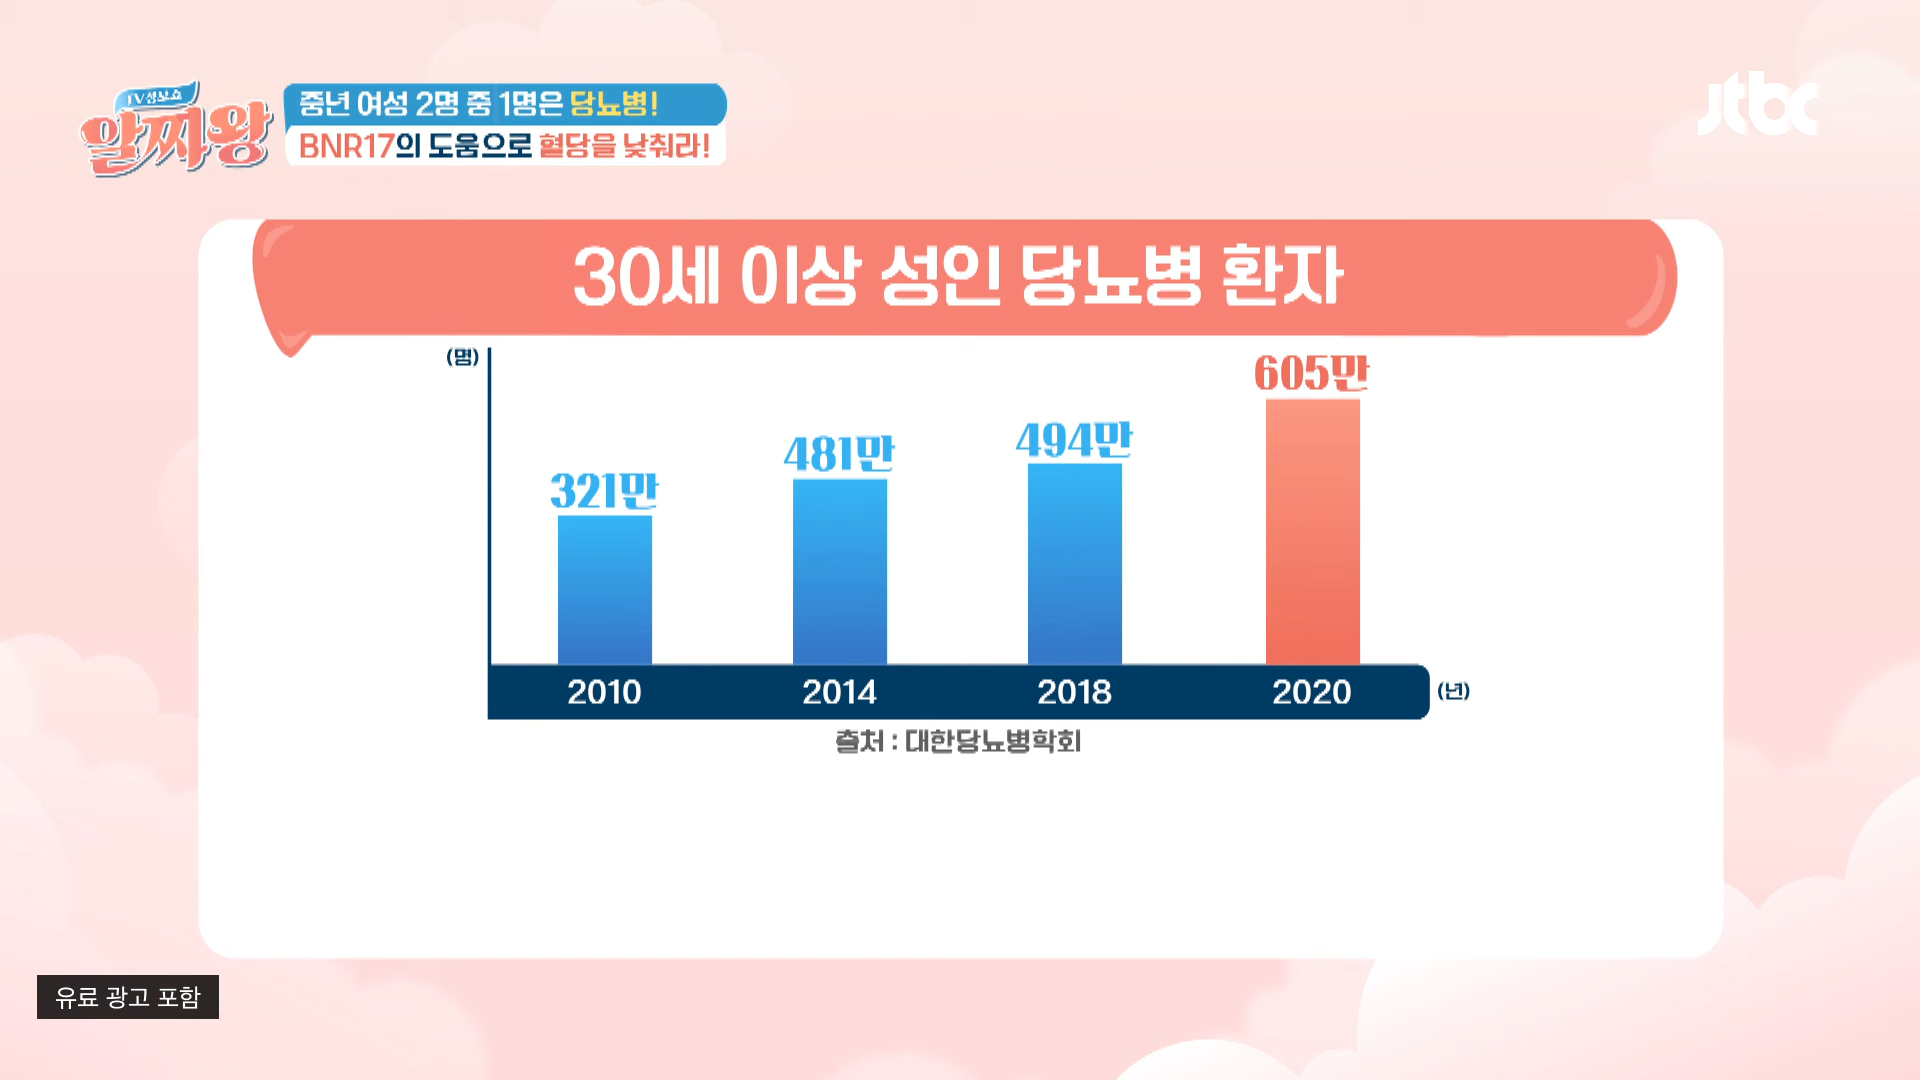 TV정보쇼
알짜왕
중년 여성 2명 중 1명은 당뇨병!
BNR17의 도움으로 혈당을 낮춰라!
jtbc
30세 이상 성인 당뇨병 환자
(명)
321만
481만
494만
605만
2010
2014
2018
2020
(년)
출처 : 대한당뇨병학회
유료 광고 포함